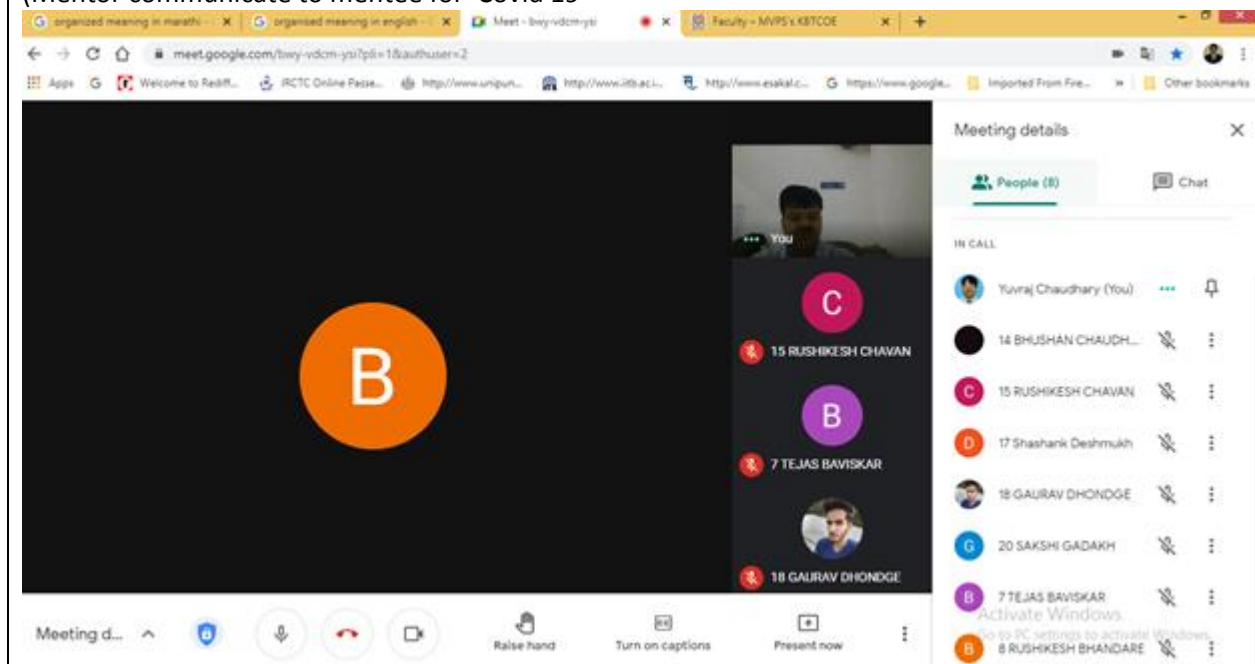 (Mentor communicate to mentee for Covid 19
organized meaning in marathi -
organised meaning in english -
Meet - bwy-vdcm-ysi
Faculty – MVPS's KBTCOE
meet.google.com/bwy-vdcm-ysi?pli=1&authuser=2
Apps
Welcome to Rediff...
IRCTC Online Passe...
http://www.unipun...
http://www.iitb.ac.i...
http://www.esakal.c...
https://www.google...
Imported From Fire...
Other bookmarks
Meeting details
People (8)
Chat
You
IN CALL
Yuvraj Chaudhary (You)
C
14 BHUSHAN CHAUDH...
15 RUSHIKESH CHAVAN
C
15 RUSHIKESH CHAVAN
B
B
D
17 Shashank Deshmukh
7 TEJAS BAVISKAR
18 GAURAV DHONDGE
G
20 SAKSHI GADAKH
18 GAURAV DHONDGE
B
7 TEJAS BAVISKAR
Activate Windows
Go to PC settings to activate Windows.
B
8 RUSHIKESH BHANDARE
Meeting d...
Raise hand
Turn on captions
Present now